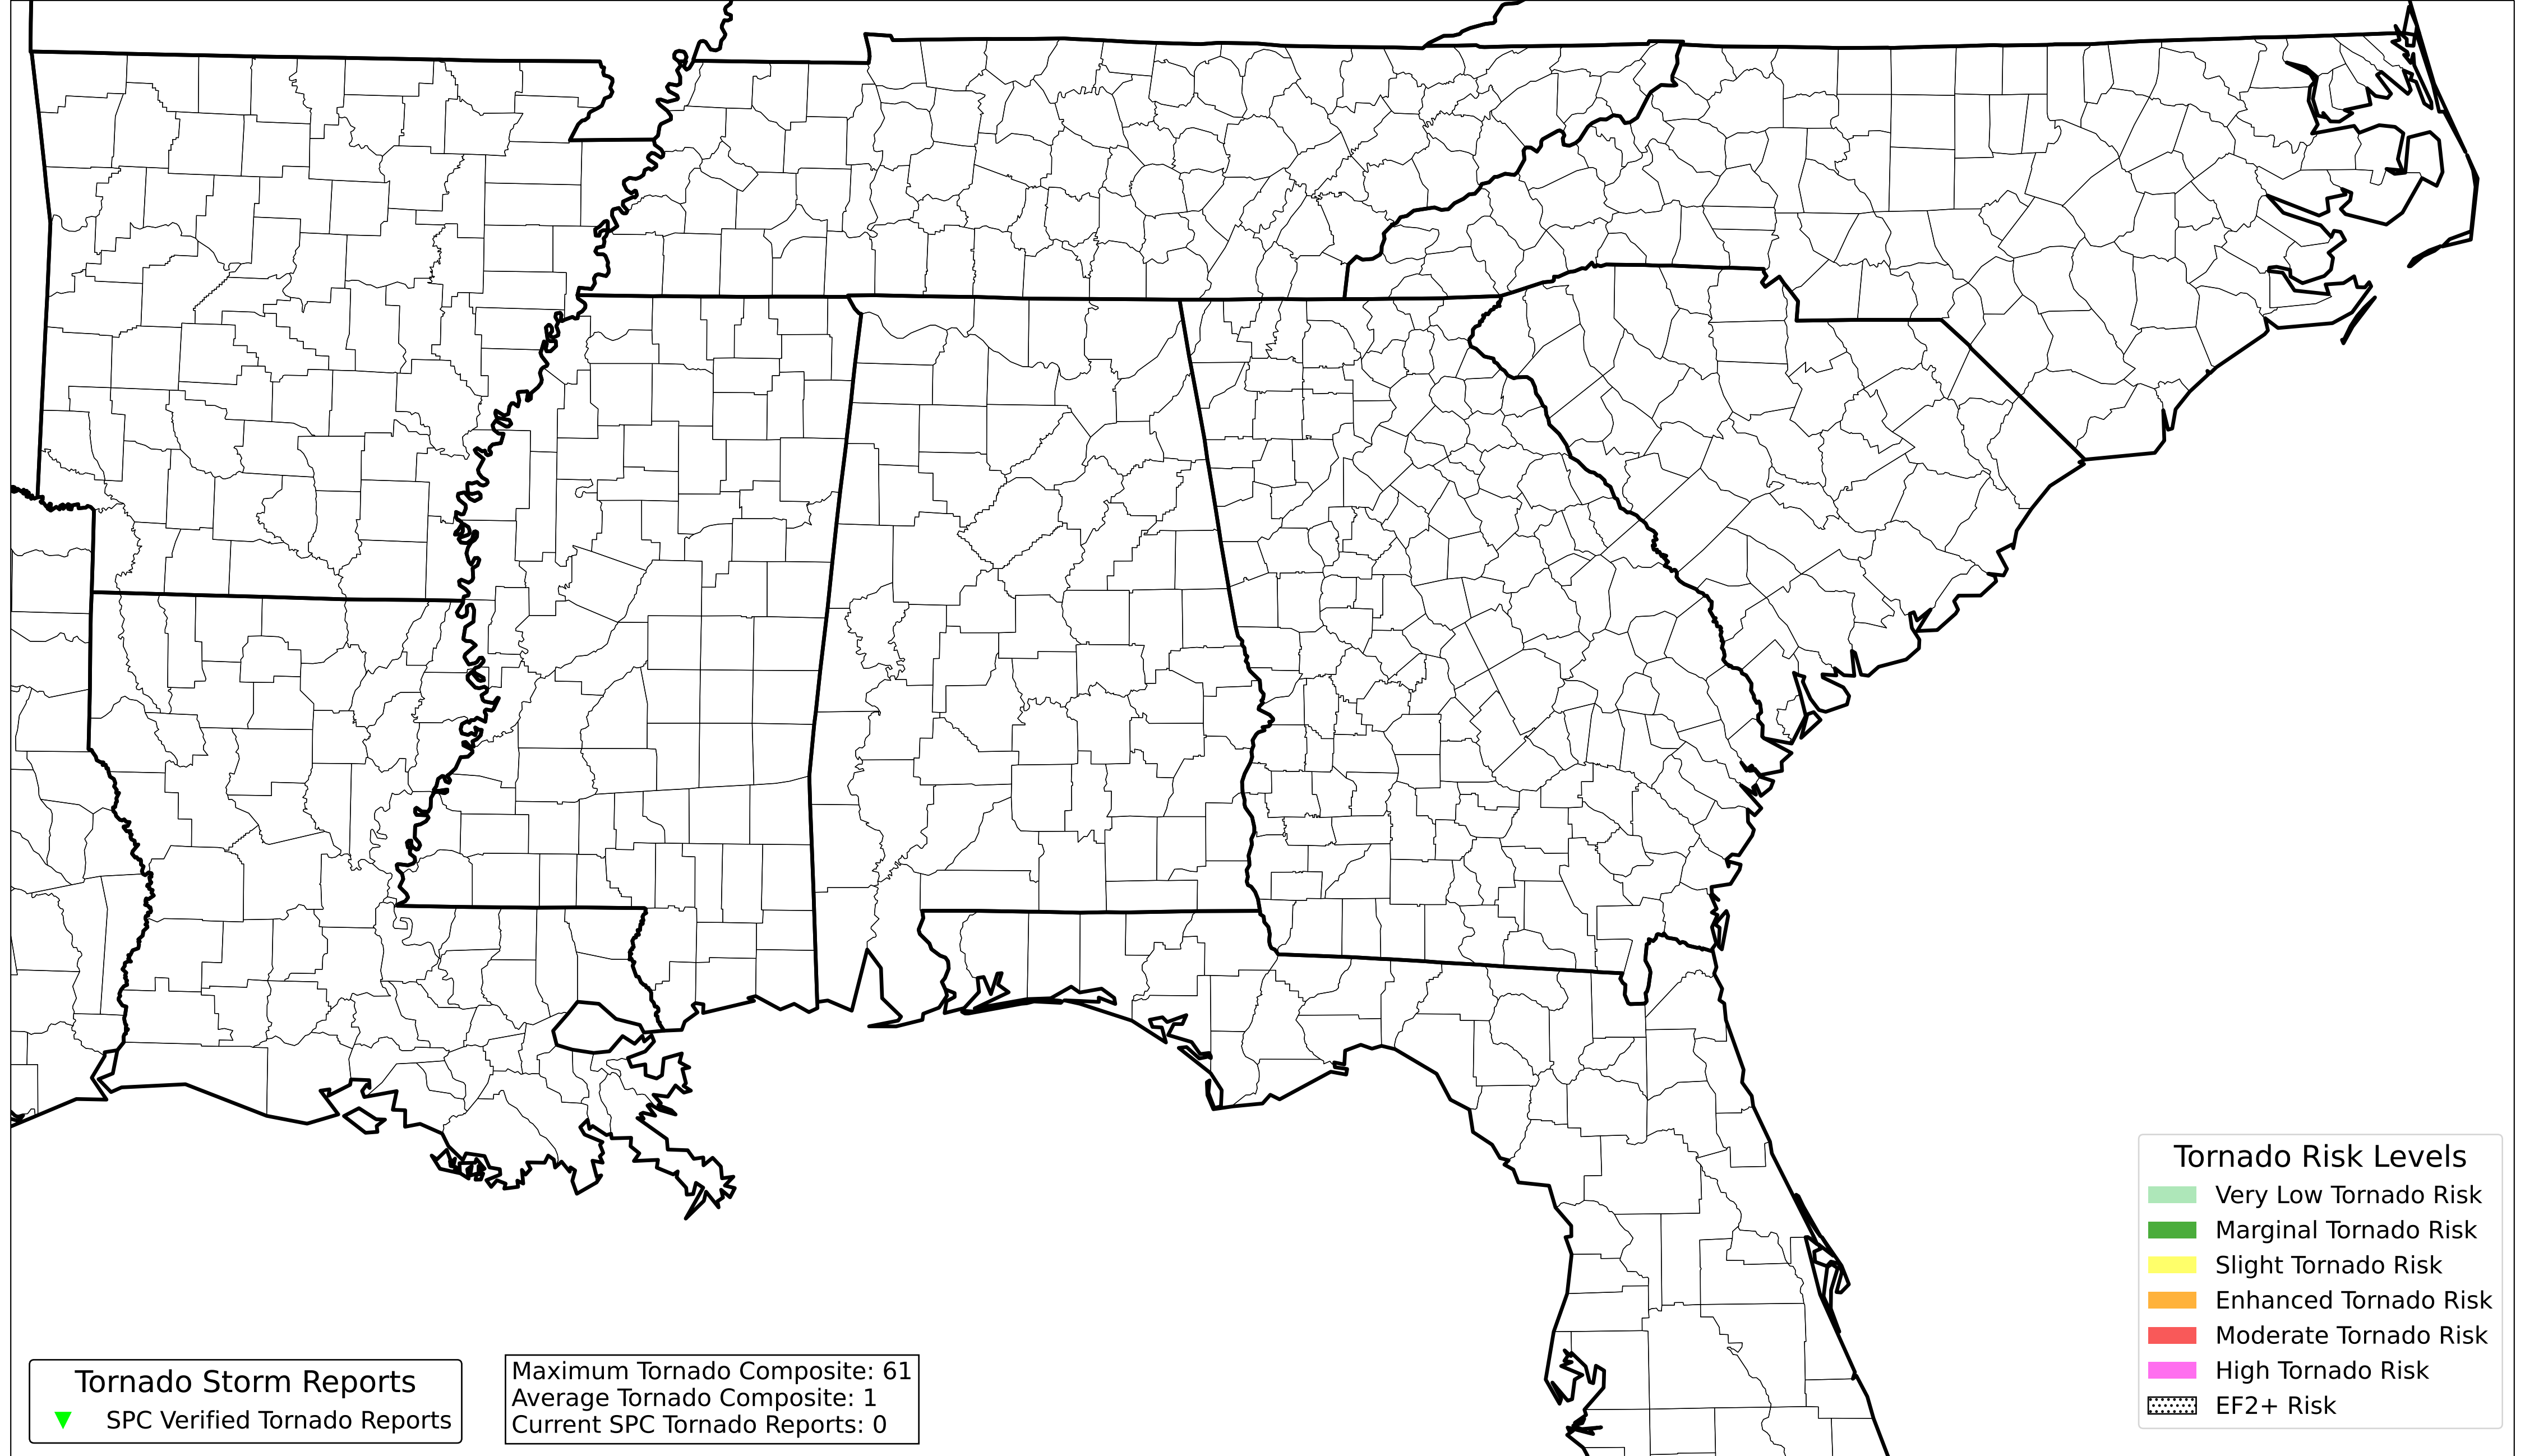 Tornado Risk Levels
Very Low Tornado Risk
Marginal Tornado Risk
Slight Tornado Risk
Enhanced Tornado Risk
Moderate Tornado Risk
High Tornado Risk
EF2+ Risk
Tornado Storm Reports
SPC Verified Tornado Reports
Maximum Tornado Composite: 61
Average Tornado Composite: 1
Current SPC Tornado Reports: 0